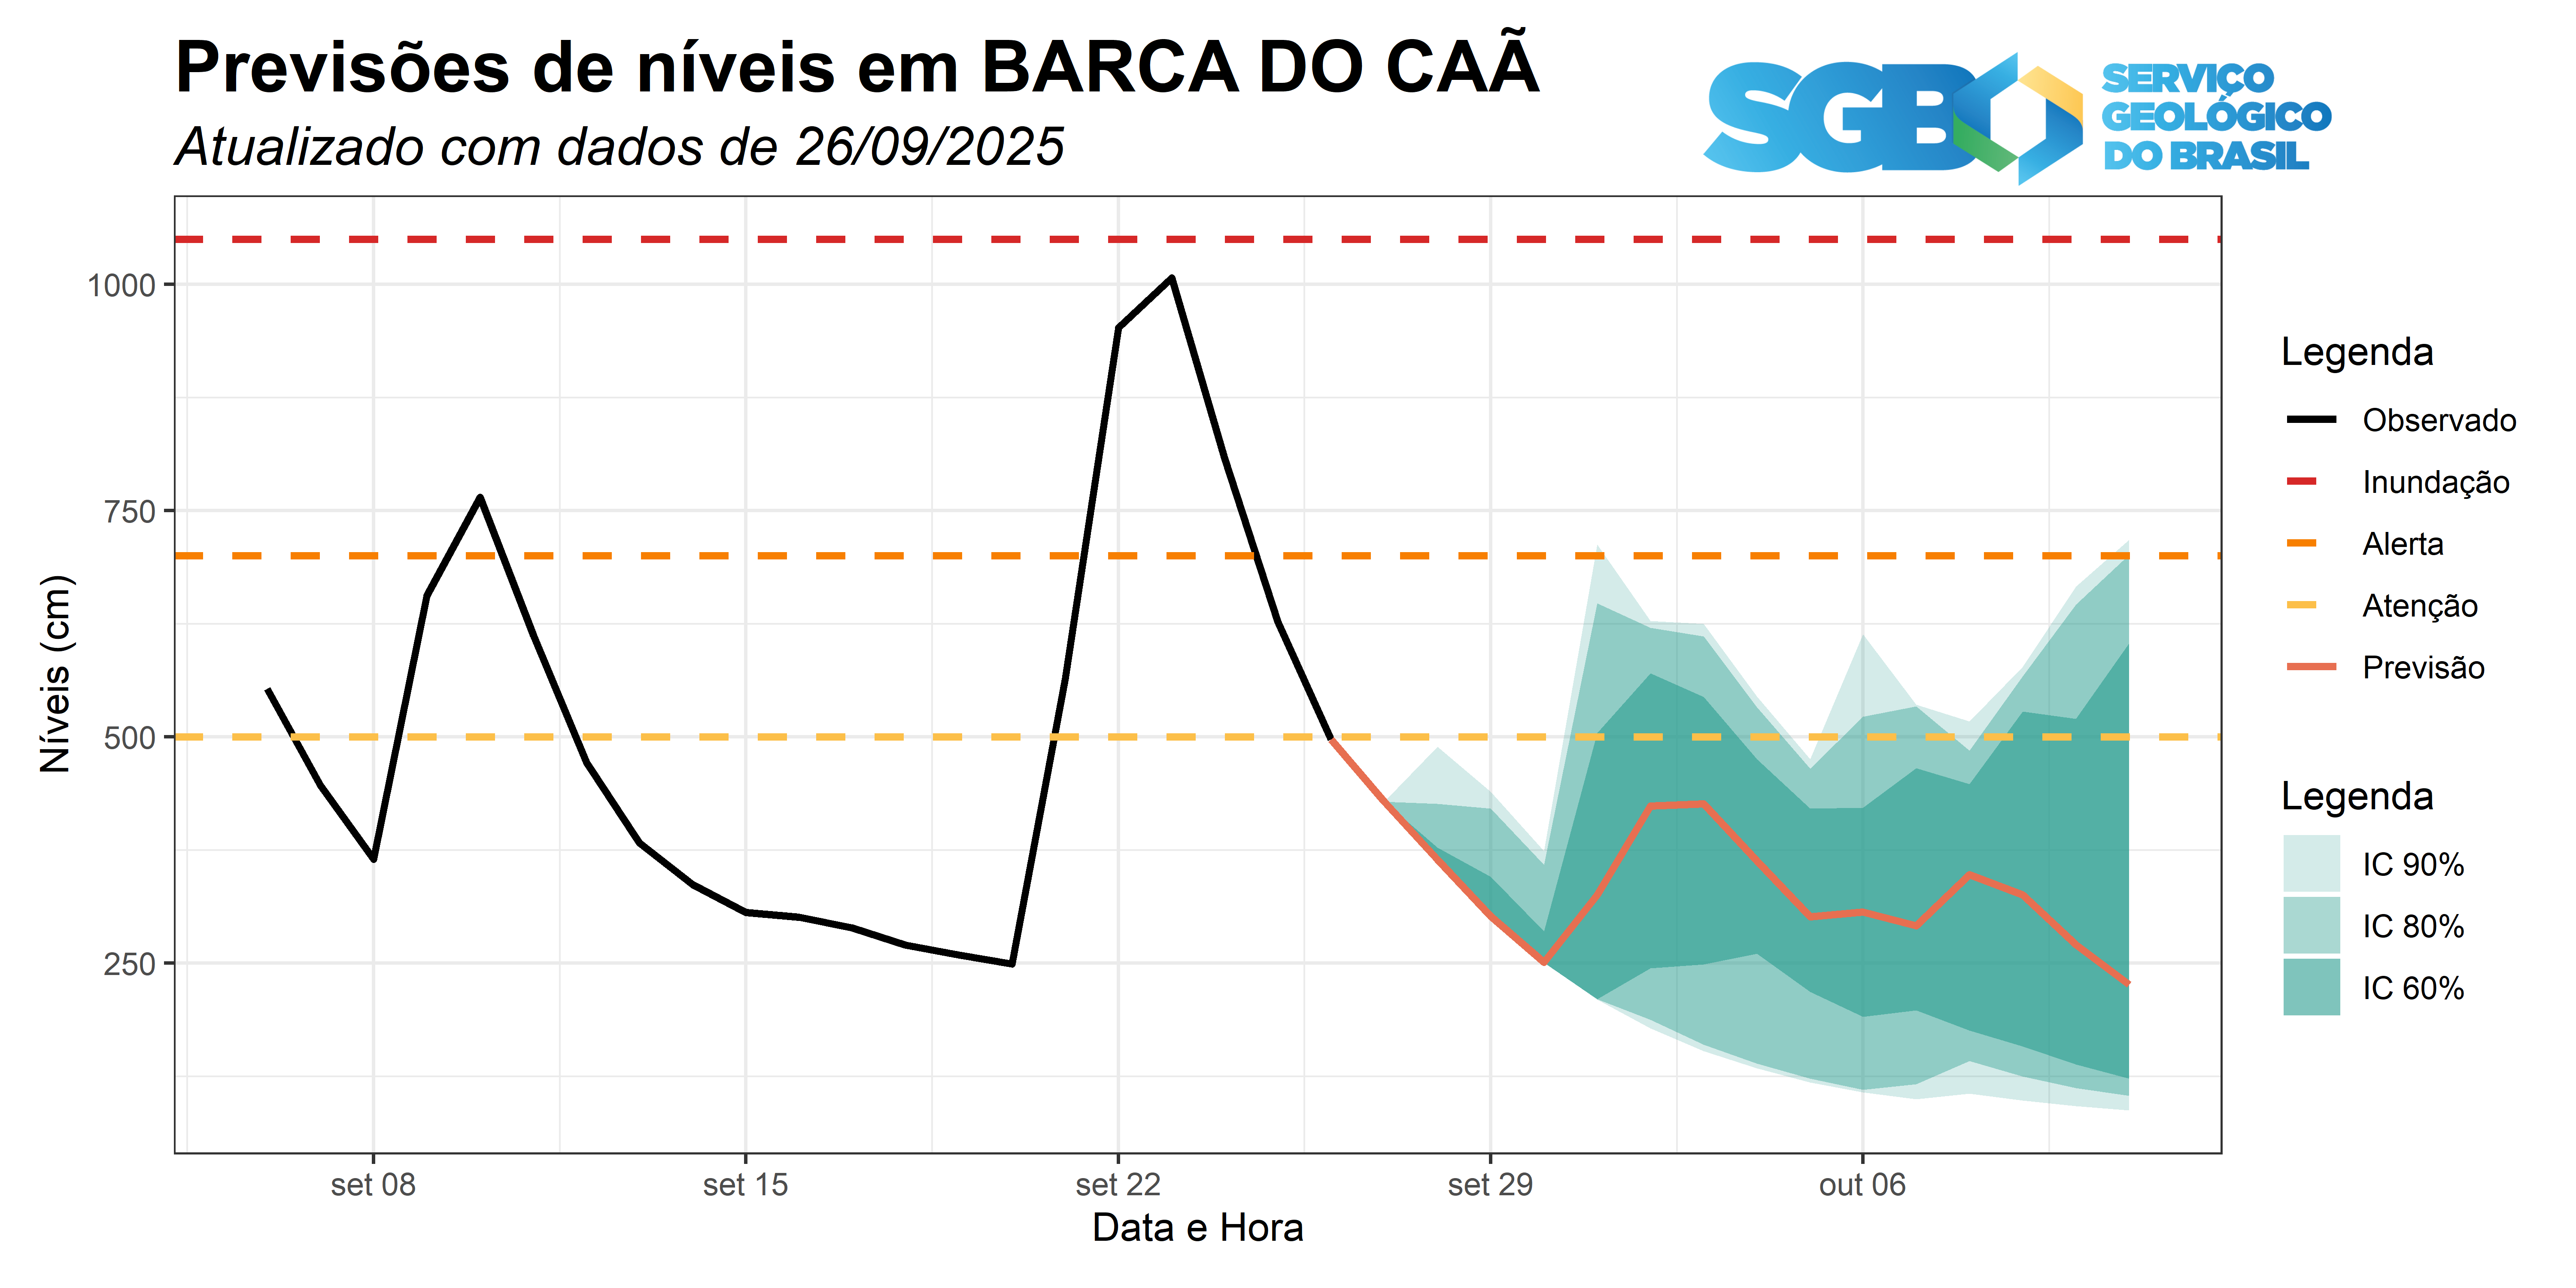 Previsões de níveis em BARCA DO CAÃ
Atualizado com dados de 26/09/2025
SGB
SERVIÇO
GEOLÓGICO
DO BRASIL
Níveis (cm)
1000
750
500
250
set 08
set 15
set 22
set 29
out 06
Data e Hora
Legenda
Observado
Inundação
Alerta
Atenção
Previsão
Legenda
IC 90%
IC 80%
IC 60%